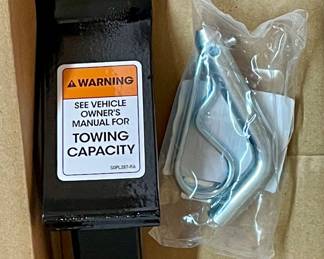 WARNING
SEE VEHICLE
OWNER'S
MANUAL FOR
TOWING
CAPACITY